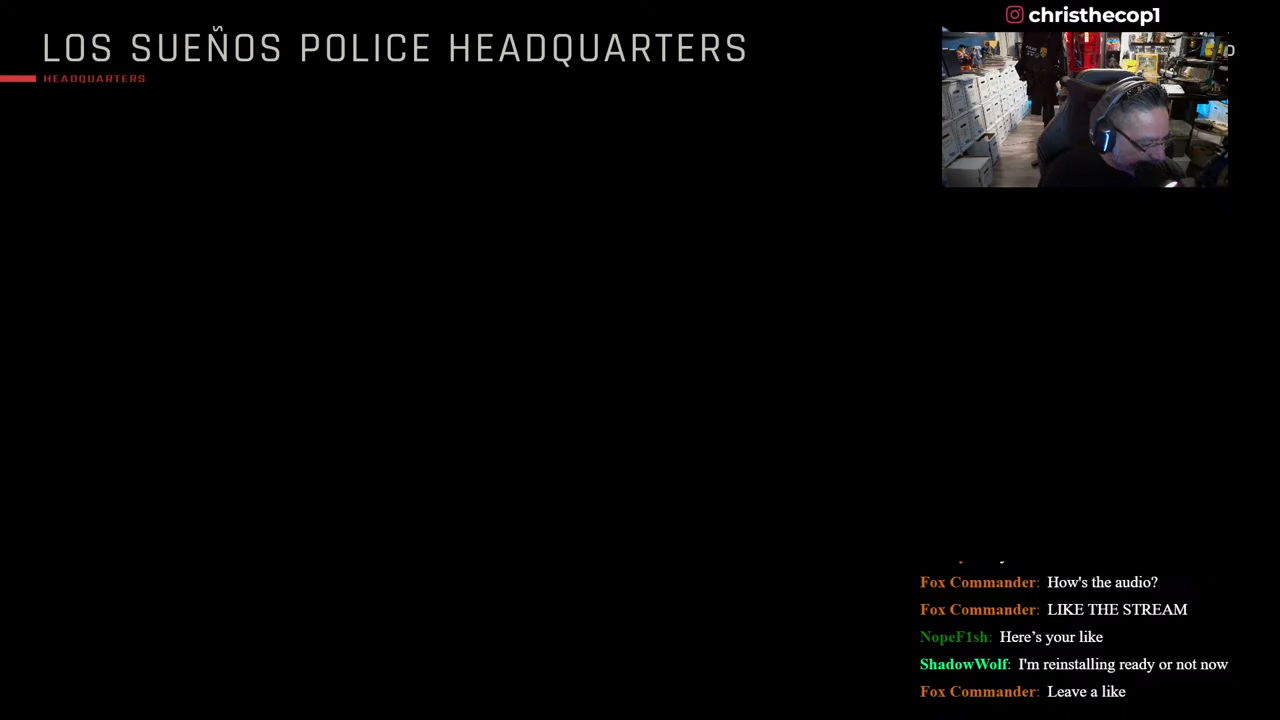 christhecop1
LOS SUEÑOS POLICE HEADQUARTERS
HEADQUARTERS
Fox Commander: How's the audio?
Fox Commander: LIKE THE STREAM
NopeF1sh: Here’s your like
ShadowWolf: I'm reinstalling ready or not now
Fox Commander: Leave a like